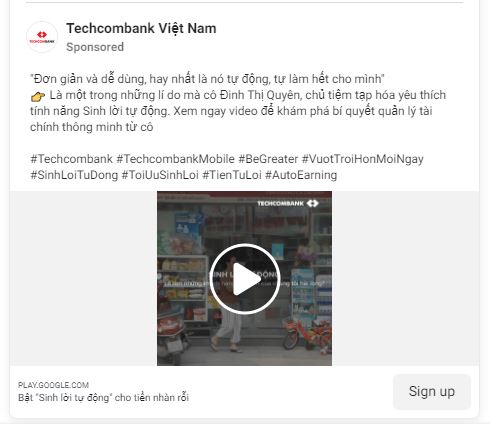 Techcombank Việt Nam
TECHCOMBANK
Sponsored
"Đơn giản và dễ dùng, hay nhất là nó tự động, tự làm hết cho mình"
👉 Là một trong những lí do mà cô Đinh Thị Quyên, chủ tiệm tạp hóa yêu thích
tính năng Sinh lời tự động. Xem ngay video để khám phá bí quyết quản lý tài
chính thông minh từ cô
#Techcombank #TechcombankMobile #BeGreater #VuotTroiHonMoiNgay
#SinhLoiTuDong #ToiUuSinhLoi #TienTuLoi #AutoEarning
TECHCOMBANK
PLAY.GOOGLE.COM
Bật "Sinh lời tự động" cho tiền nhàn rỗi
Sign up